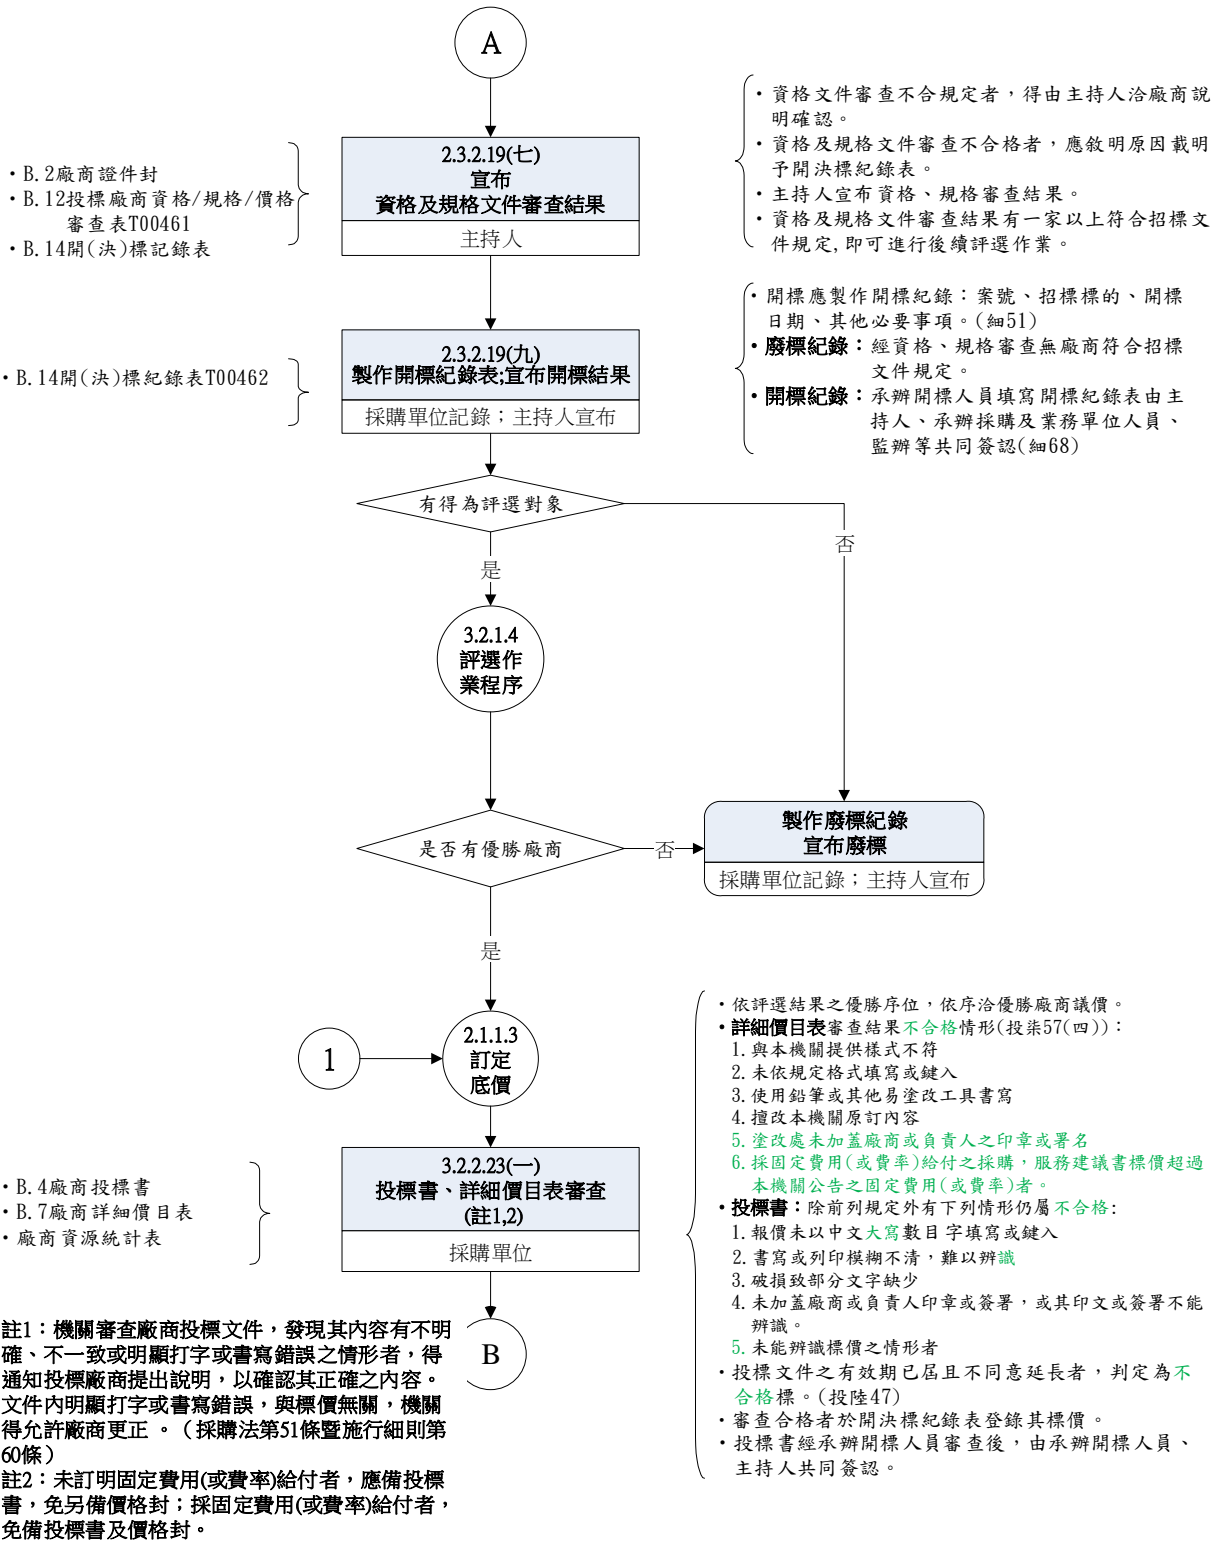 A
・資格文件審查不合規定者，得由主持人洽廠商說
明確認。
・資格及規格文件審查不合格者，應敘明原因載明
予開決標紀錄表。
・主持人宣布資格、規格審查結果。
・資格及規格文件審查結果有一家以上符合招標文
件規定,即可進行後續評選作業。
2.3.2.19(七)
宣布
資格及規格文件審查結果
主持人
・B.2廠商證件封
・B.12投標廠商資格/規格/價格
審查表T00461
・B.14開(決)標記錄表
・開標應製作開標紀錄：案號、招標標的、開標
日期、其他必要事項。(細51)
・廢標紀錄：經資格、規格審查無廠商符合招標
文件規定。
・開標紀錄：承辦開標人員填寫開標紀錄表由主
持人、承辦採購及業務單位人員、
監辦等共同簽認(細68)
2.3.2.19(九)
製作開標紀錄表;宣布開標結果
採購單位記錄；主持人宣布
・B.14開(決)標紀錄表T00462
有得為評選對象
否
是
3.2.1.4
評選作
業程序
製作廢標紀錄
宣布廢標
採購單位記錄；主持人宣布
是否有優勝廠商
否
是
1
2.1.1.3
訂定
底價
・依評選結果之優勝序位，依序洽優勝廠商議價。
・詳細價目表審查結果不合格情形(投柒57(四))：
1.與本機關提供樣式不符
2.未依規定格式填寫或鍵入
3.使用鉛筆或其他易塗改工具書寫
4.擅改本機關原訂內容
5.塗改處未加蓋廠商或負責人之印章或署名
6.採固定費用(或費率)給付之採購，服務建議書標價超過
本機關公告之固定費用(或費率)者。
・投標書：除前列規定外有下列情形仍屬不合格:
1.報價未以中文大寫數目字填寫或鍵入
2.書寫或列印模糊不清，難以辨識
3.破損致部分文字缺少
4.未加蓋廠商或負責人印章或簽署，或其印文或簽署不能
辨識。
5.未能辨識標價之情形者
・投標文件之有效期已屆且不同意延長者，判定為不
合格標。(投陸47)
・審查合格者於開決標紀錄表登錄其標價。
・投標書經承辦開標人員審查後，由承辦開標人員、
主持人共同簽認。
3.2.2.23(一)
投標書、詳細價目表審查
(註1,2)
採購單位
・B.4廠商投標書
・B.7廠商詳細價目表
・廠商資源統計表
B
註1：機關審查廠商投標文件，發現其內容有不明
確、不一致或明顯打字或書寫錯誤之情形者，得
通知投標廠商提出說明，以確認其正確之內容。
文件內明顯打字或書寫錯誤，與標價無關，機關
得允許廠商更正 。（採購法第51條暨施行細則第
60條）
註2：未訂明固定費用(或費率)給付者，應備投標
書，免另備價格封；採固定費用(或費率)給付者，
免備投標書及價格封。